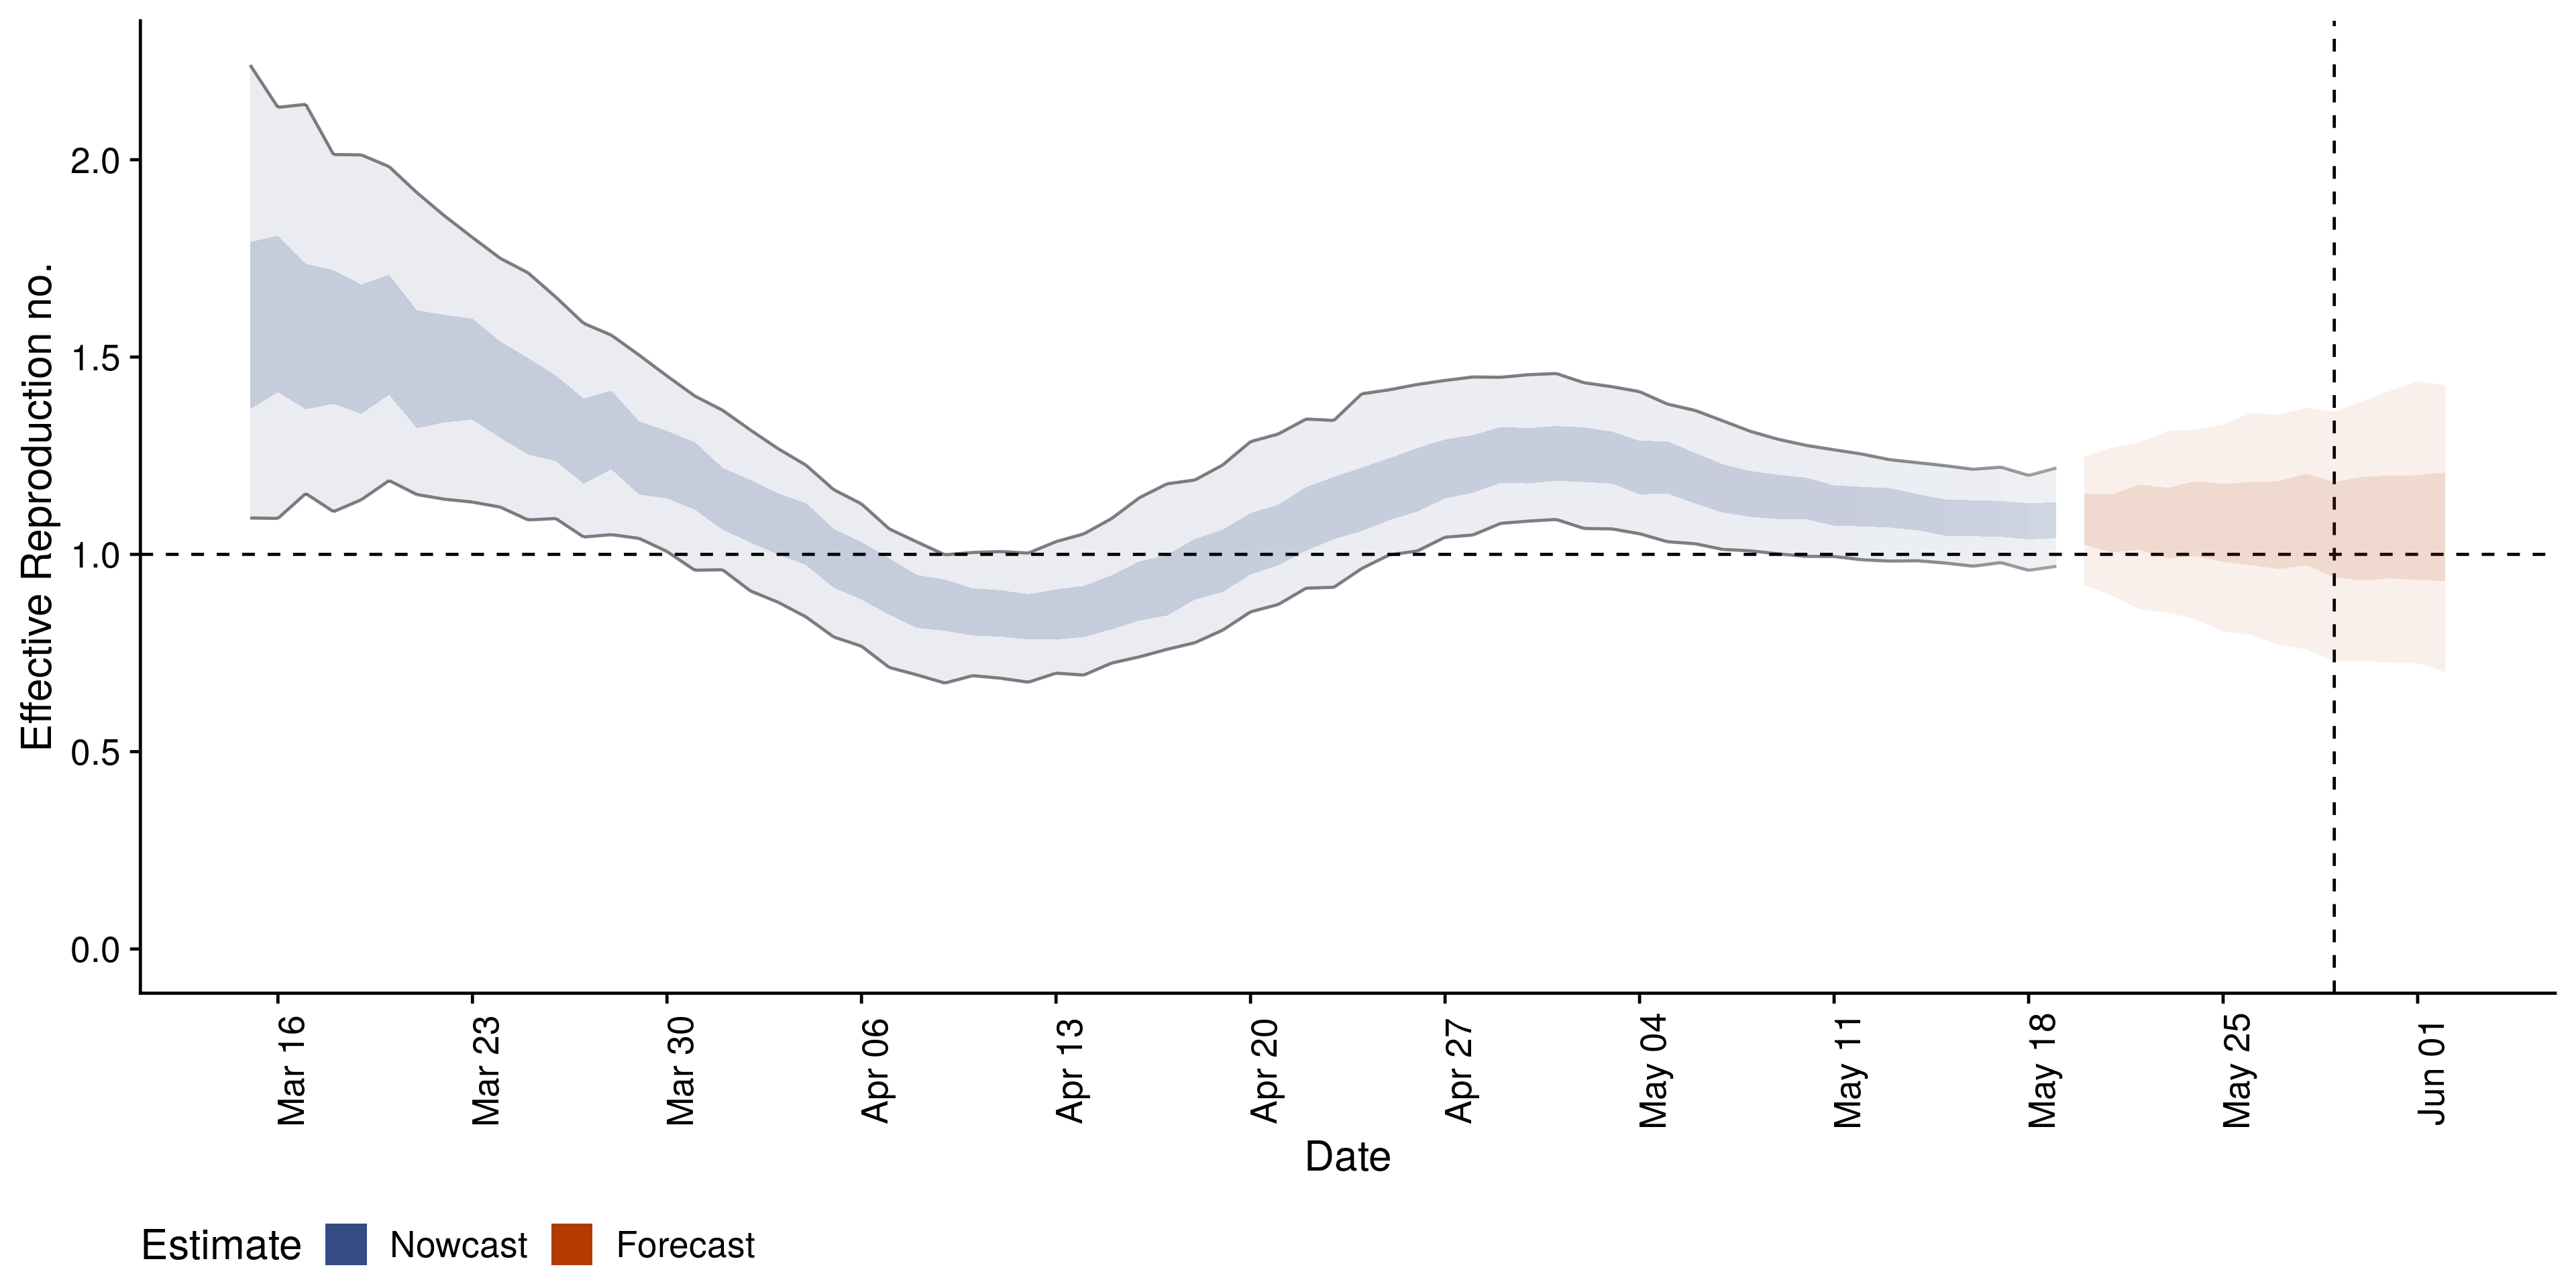 Effective Reproduction no.
2.0
1.5
1.0
0.5
0.0
Mar 16
Mar 23
Mar 30
Apr 06
Apr 13
Apr 20
Apr 27
May 04
May 11
May 18
May 25
Jun 01
Date
Estimate Nowcast Forecast